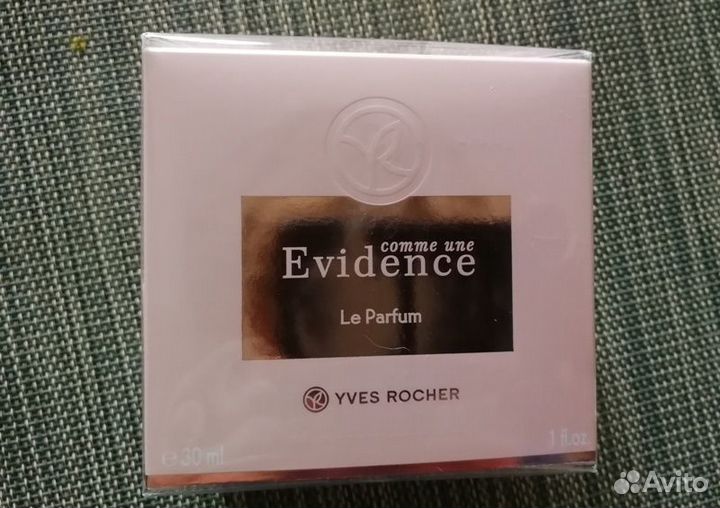 comme une
Evidence
Le Parfum
YVES ROCHER
e 30 ml
1 fl.oz.
Avito